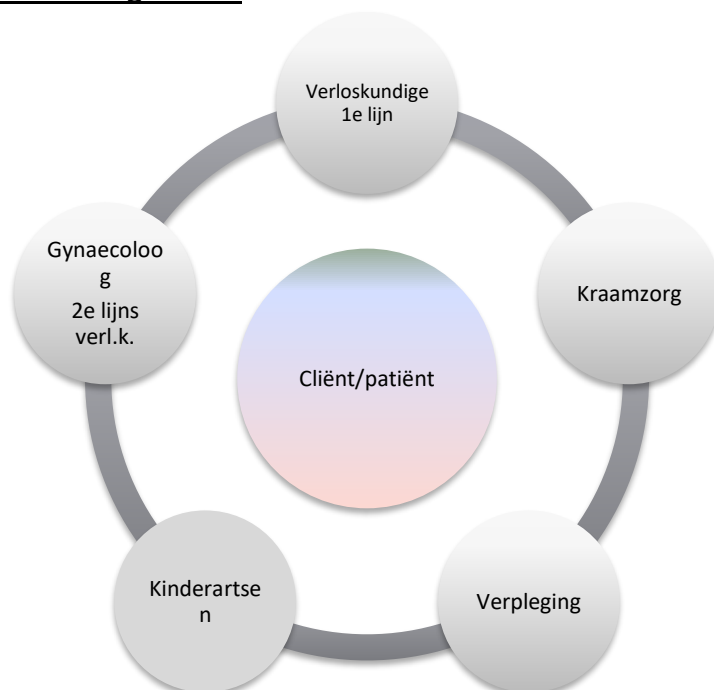 Verloskundige
1e lijn
Gynaecoloo
g
2e lijns
verl.k.
Kraamzorg
Cliënt/patiënt
Kinderartse
n
Verpleging